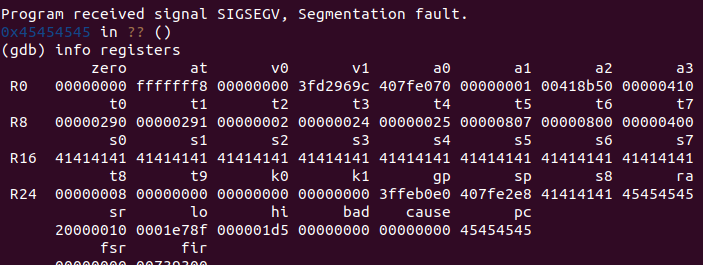 Program received signal SIGSEGV, Segmentation fault.
0x45454545 in ?? ()
(gdb) info registers
zero at v0 v1 a0 a1 a2 a3
R0 00000000 fffffff8 00000000 3fd2969c 407fe070 00000001 00418b50 00000410
t0 t1 t2 t3 t4 t5 t6 t7
R8 00000290 00000291 00000002 00000024 00000025 00000807 00000800 00000400
s0 s1 s2 s3 s4 s5 s6 s7
R16 41414141 41414141 41414141 41414141 41414141 41414141 41414141 41414141
t8 t9 k0 k1 gp sp s8 ra
R24 00000008 00000000 00000000 00000000 3ffeb0e0 407fe2e8 41414141 45454545
sr lo hi bad cause pc
20000010 0001e78f 000001d5 00000000 00000000 45454545
fsr fir
00000000 00739300